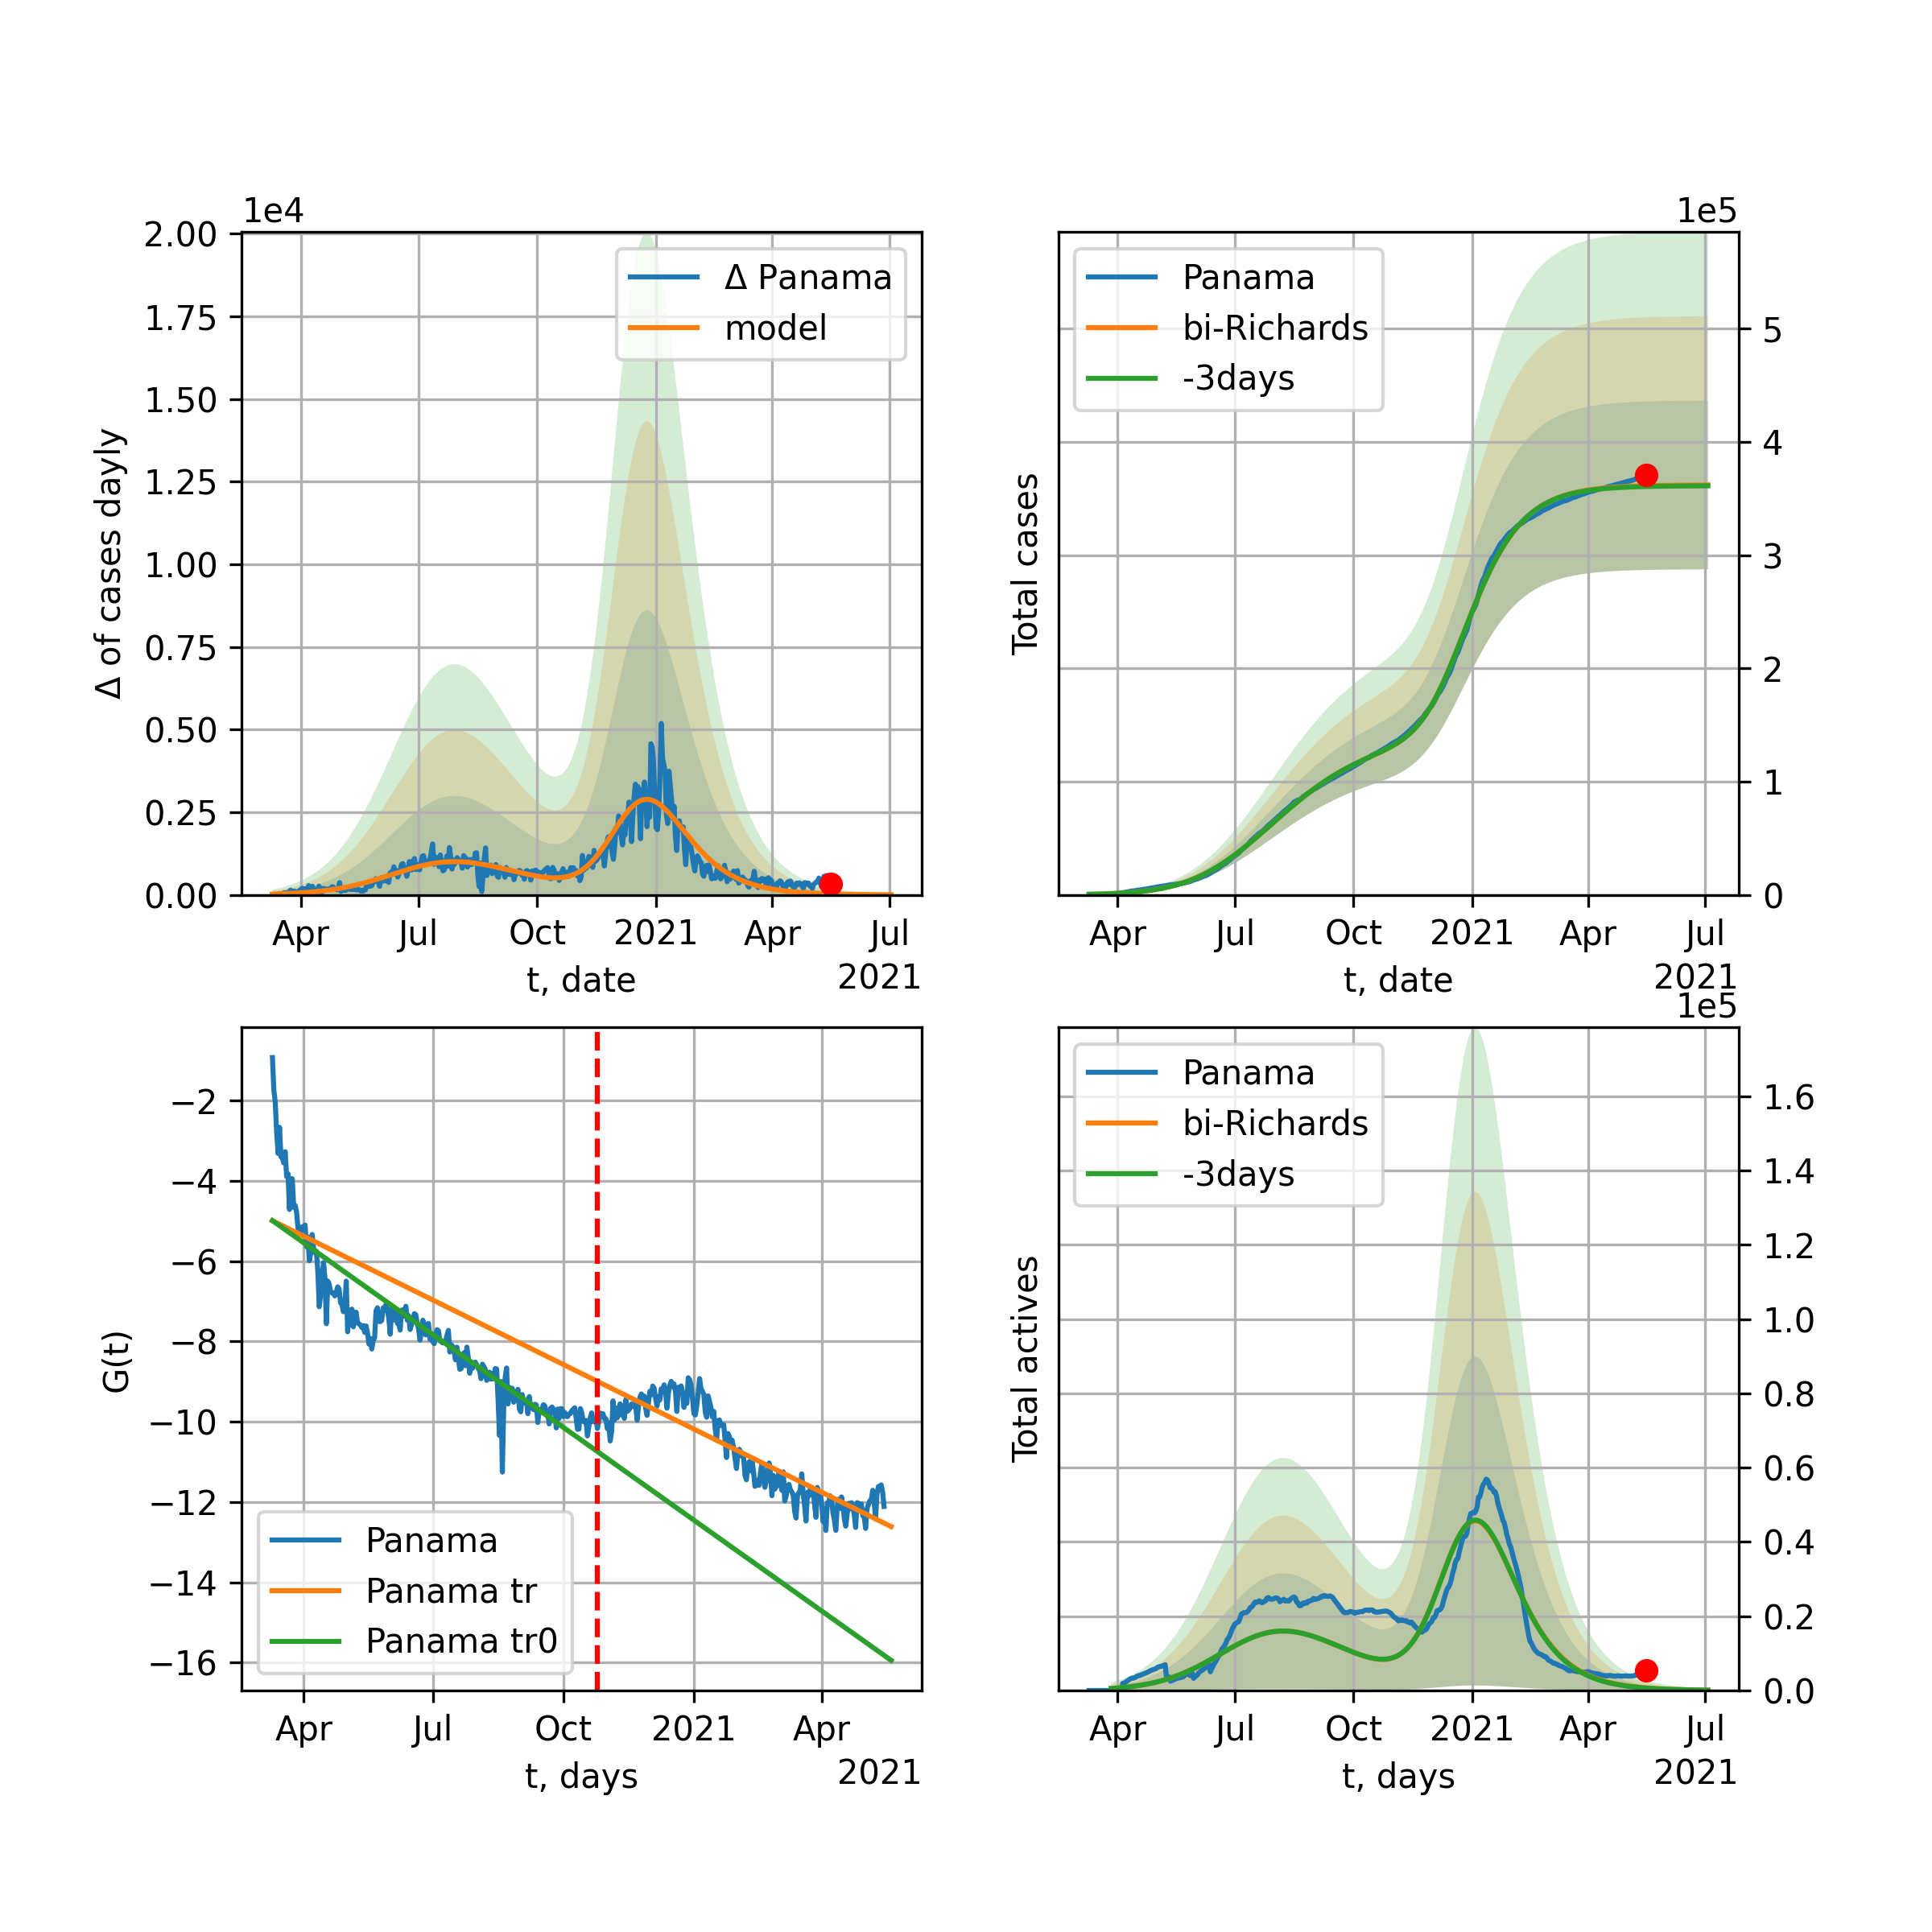 1e4
2.00
1.75
1.50
1.25
1.00
0.75
0.50
0.25
0.00
Δ of cases dayly
Δ Panama
model
Apr
Jul
Oct
2021
Apr
Jul
t, date
2021
1e5
Panama
bi-Richards
-3days
Total cases
5
4
3
2
1
0
Apr
Jul
Oct
2021
Apr
Jul
t, date
2021
−2
−4
−6
−8
−10
−12
−14
−16
G(t)
Panama
Panama tr
Panama tr0
Apr
Jul
Oct
2021
Apr
t, days
2021
1e5
Panama
bi-Richards
-3days
Total actives
1.6
1.4
1.2
1.0
0.8
0.6
0.4
0.2
0.0
Apr
Jul
Oct
2021
Apr
Jul
t, days
2021